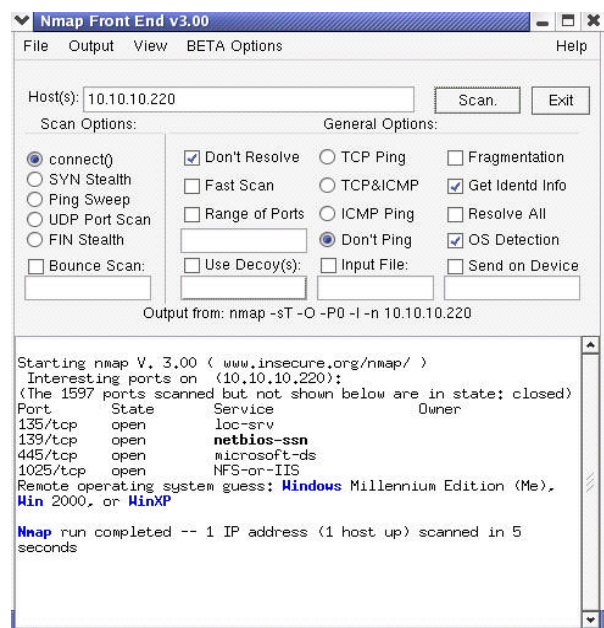 Nmap Front End v3.00
File Output View BETA Options Help
Host(s): 10.10.10.220 Scan. Exit
Scan Options: General Options:
connect() Don't Resolve TCP Ping Fragmentation
SYN Stealth Fast Scan TCP&ICMP Get Identd Info
Ping Sweep Range of Ports ICMP Ping Resolve All
UDP Port Scan Don't Ping OS Detection
FIN Stealth
Bounce Scan: Use Decoy(s): Input File: Send on Device
Output from: nmap -sT -O -P0 -I -n 10.10.10.220
Starting nmap V. 3.00 ( www.insecure.org/nmap/ )
Interesting ports on (10.10.10.220):
(The 1597 ports scanned but not shown below are in state: closed)
Port State Service Owner
135/tcp open loc-srv
139/tcp open netbios-ssn
445/tcp open microsoft-ds
1025/tcp open NFS-or-IIS
Remote operating system guess: Windows Millennium Edition (Me),
Win 2000, or WinXP
Nmap run completed -- 1 IP address (1 host up) scanned in 5
seconds